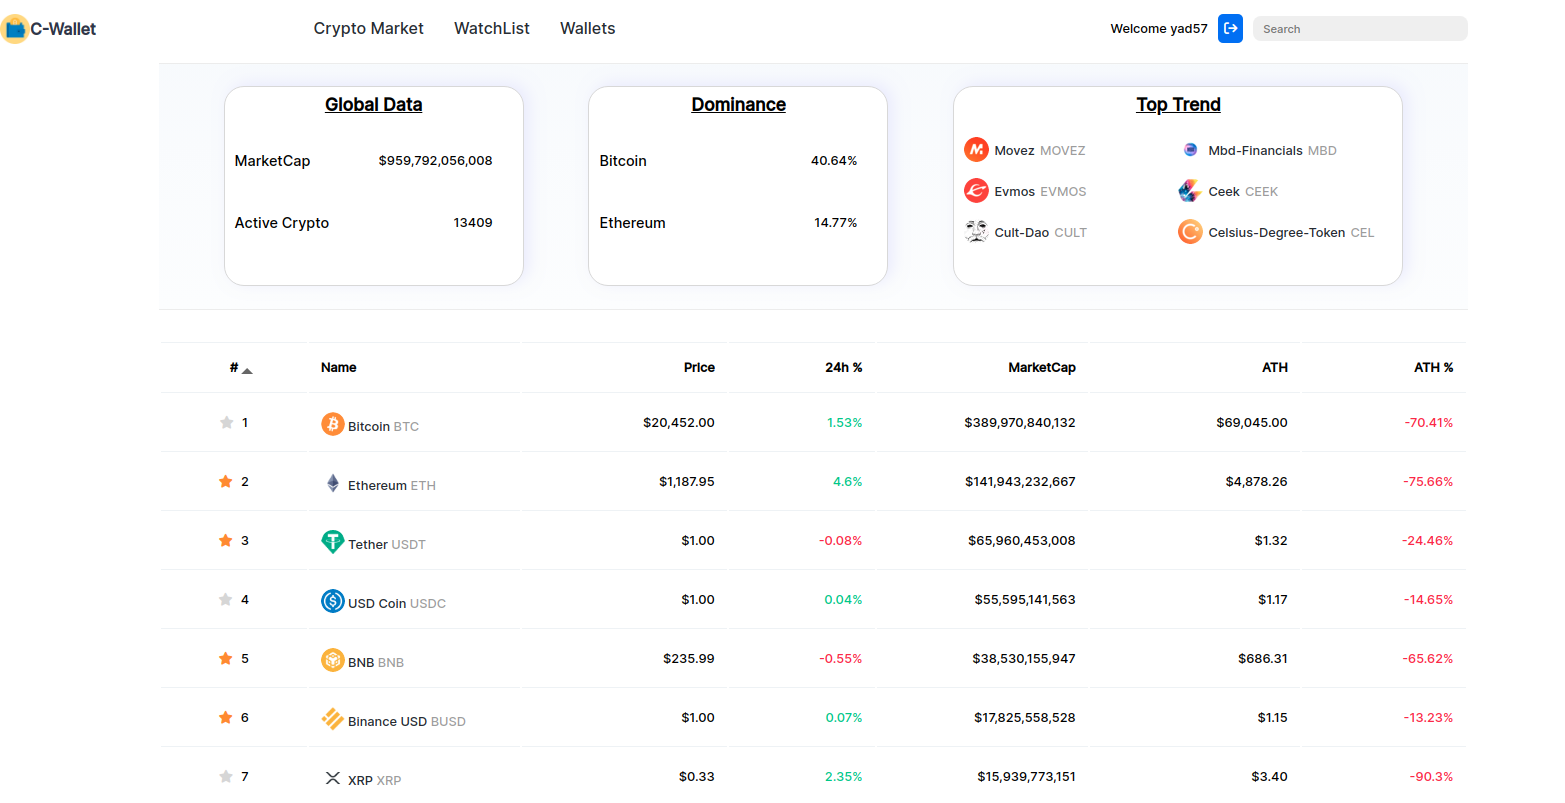 C-Wallet Crypto Market WatchList Wallets Welcome yad57 Search
Global Data Dominance Top Trend
Movez MOVEZ Mbd-Financials MBD
MarketCap $959,792,056,008 Bitcoin 40.64%
Evmos EVMOS Ceek CEEK
Active Crypto 13409 Ethereum 14.77%
Cult-Dao CULT Celsius-Degree-Token CEL
# Name Price 24h % MarketCap ATH ATH %
1 Bitcoin BTC $20,452.00 1.53% $389,970,840,132 $69,045.00 -70.41%
2 Ethereum ETH $1,187.95 4.6% $141,943,232,667 $4,878.26 -75.66%
3 Tether USDT $1.00 -0.08% $65,960,453,008 $1.32 -24.46%
4 USD Coin USDC $1.00 0.04% $55,595,141,563 $1.17 -14.65%
5 BNB BNB $235.99 -0.55% $38,530,155,947 $686.31 -65.62%
6 Binance USD BUSD $1.00 0.07% $17,825,558,528 $1.15 -13.23%
7 XRP XRP $0.33 2.35% $15,939,773,151 $3.40 -90.3%